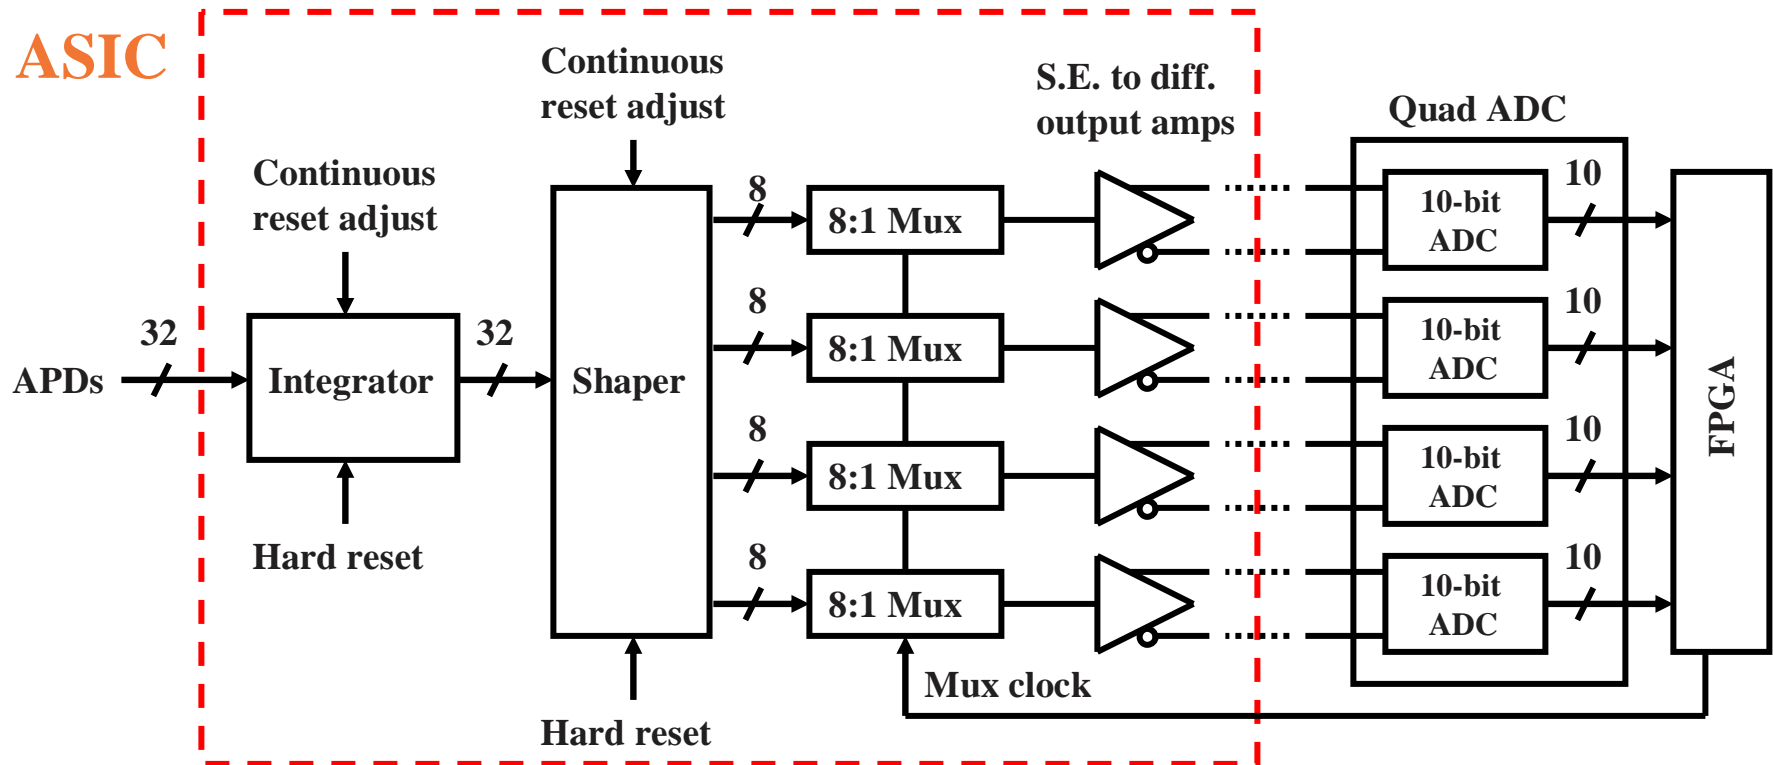 ASIC
Continuous
reset adjust
S.E. to diff.
output amps
Quad ADC
Continuous
reset adjust
8
8:1 Mux
10-bit
ADC
10
8
8:1 Mux
10-bit
ADC
10
APDs
32
Integrator
32
Shaper
FPGA
8
8:1 Mux
10-bit
ADC
10
Hard reset
8
8:1 Mux
10-bit
ADC
10
Mux clock
Hard reset